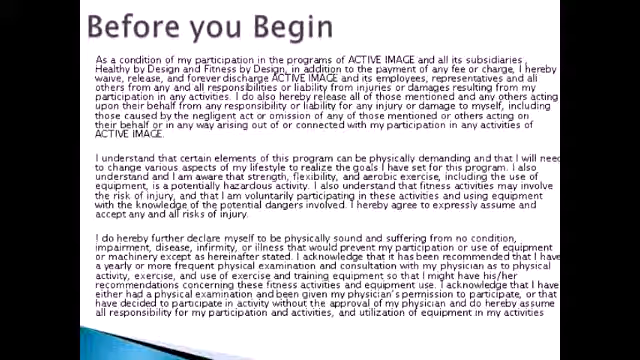 Before you Begin
As a condition of my participation in the programs of ACTIVE IMAGE and all its subsidiaries ,
Healthy by Design and Fitness by Design, in addition to the payment of any fee or charge, I hereby
waive, release, and forever discharge ACTIVE IMAGE and its employees, representatives and all
others from any and all responsibilities or liability from injuries or damages resulting from my
participation in any activities. I do also hereby release all of those mentioned and any others acting
upon their behalf from any responsibility or liability for any injury or damage to myself, including
those caused by the negligent act or omission of any of those mentioned or others acting on
their behalf or in any way arising out of or connected with my participation in any activities of
ACTIVE IMAGE.
I understand that certain elements of this program can be physically demanding and that I will need
to change various aspects of my lifestyle to realize the goals I have set for this program. I also
understand and I am aware that strength, flexibility, and aerobic exercise, including the use of
equipment, is a potentially hazardous activity. I also understand that fitness activities may involve
the risk of injury, and that I am voluntarily participating in these activities and using equipment
with the knowledge of the potential dangers involved. I hereby agree to expressly assume and
accept any and all risks of injury.
I do hereby further declare myself to be physically sound and suffering from no condition,
impairment, disease, infirmity, or illness that would prevent my participation or use of equipment
or machinery except as hereinafter stated. I acknowledge that it has been recommended that I have
a yearly or more frequent physical examination and consultation with my physician as to physical
activity, exercise, and use of exercise and training equipment so that I might have his/her
recommendations concerning these fitness activities and equipment use. I acknowledge that I have
either had a physical examination and been given my physician's permission to participate, or that I
have decided to participate in activity without the approval of my physician and do hereby assume
all responsibility for my participation and activities, and utilization of equipment in my activities